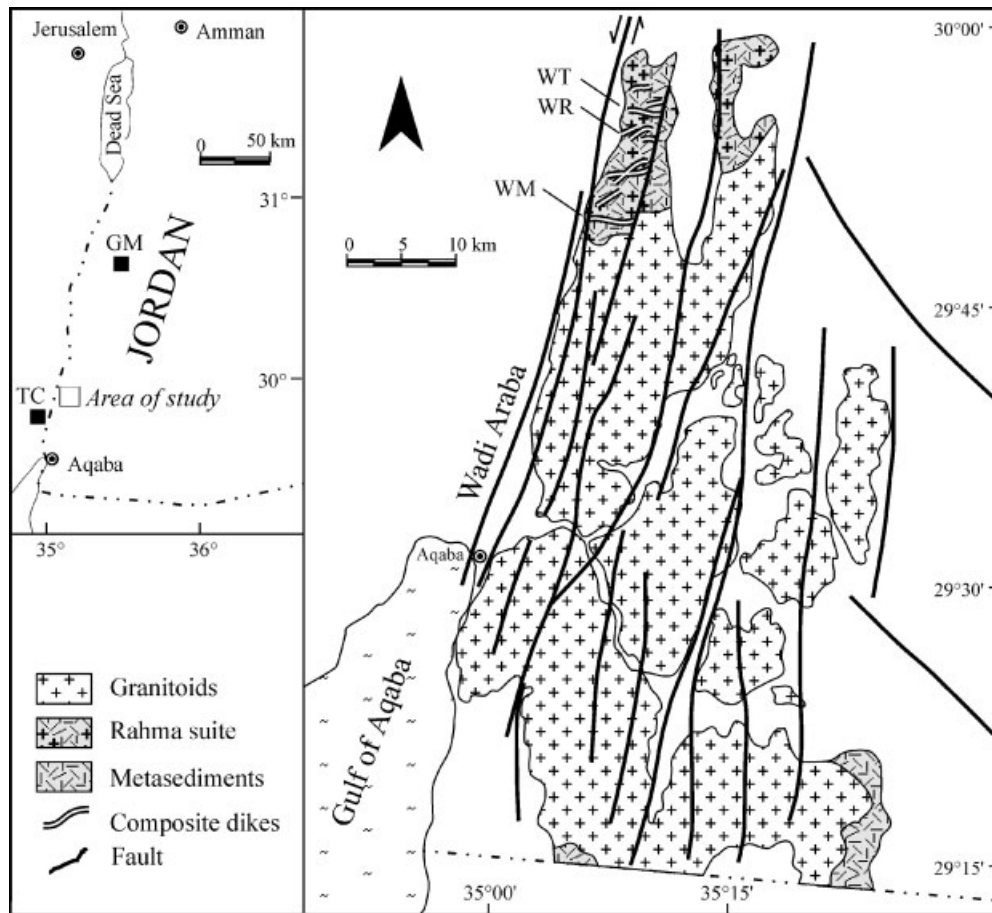 Jerusalem
Amman
Dead Sea
0 50 km
31°
GM
JORDAN
30°
TC
Area of study
Aqaba
35° 36°
Granitoids
Rahma suite
Metasediments
Composite dikes
Fault
30°00'
WT
WR
WM
0 5 10 km
29°45'
Wadi Araba
Aqaba
29°30'
Gulf of Aqaba
29°15'
35°00' 35°15'